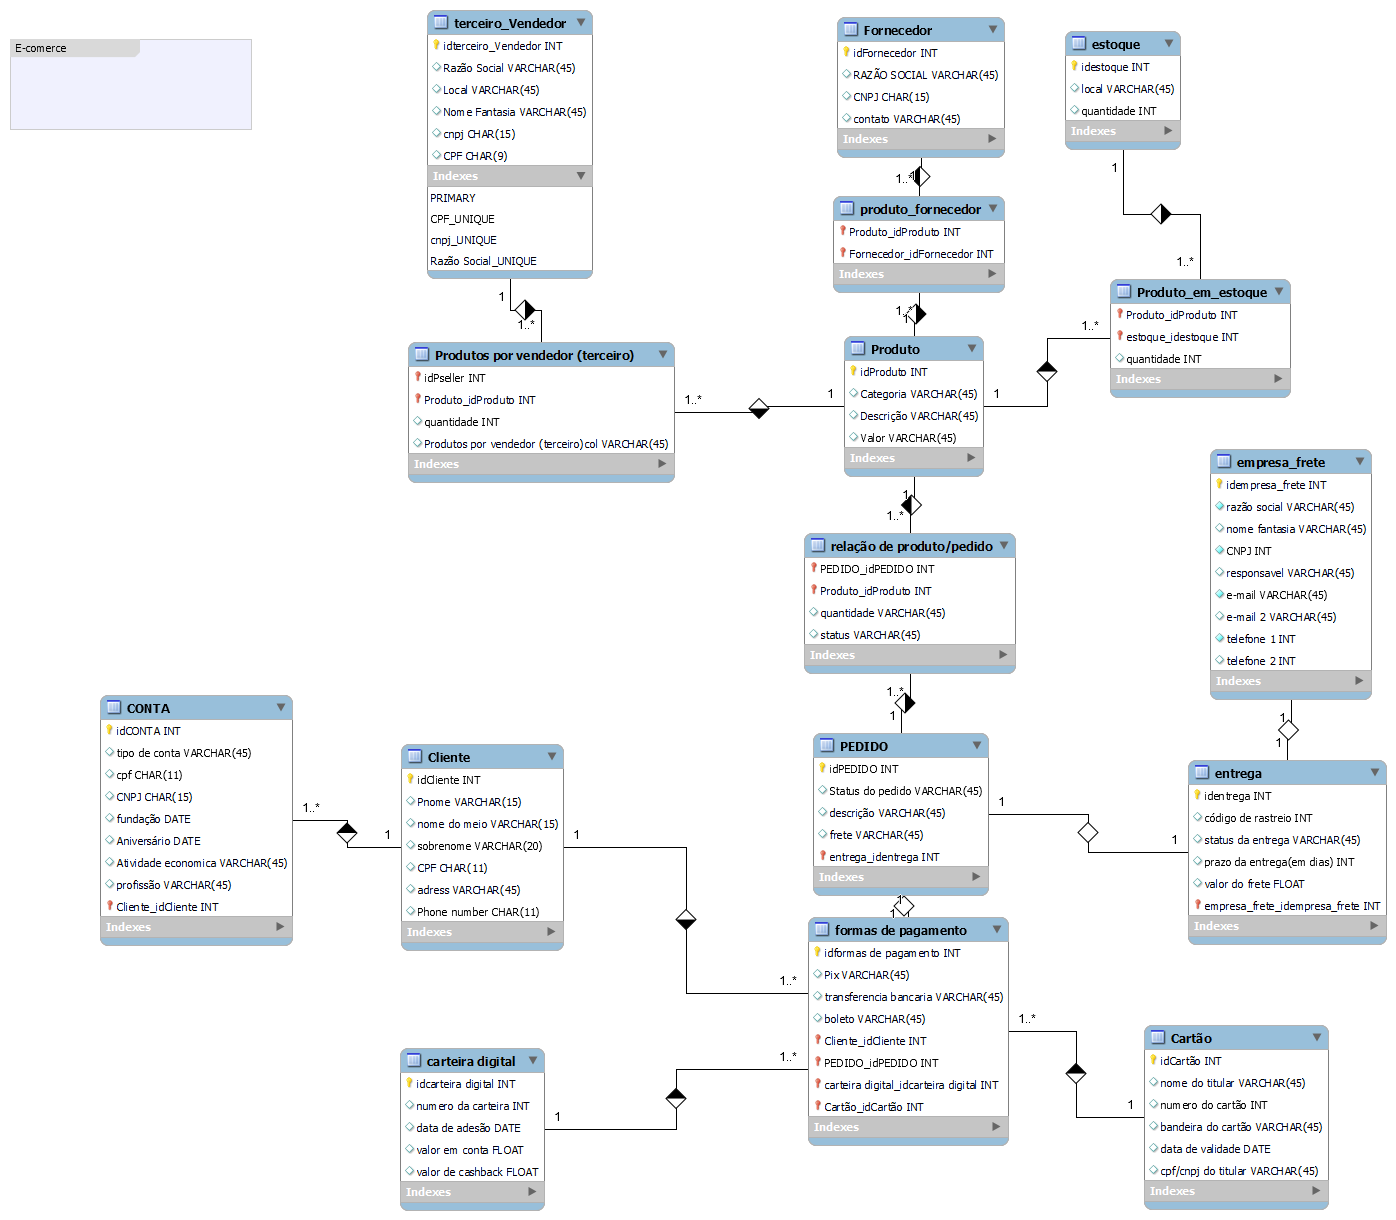 E-comerce
terceiro_Vendedor
idterceiro_Vendedor INT
Razão Social VARCHAR(45)
Local VARCHAR(45)
Nome Fantasia VARCHAR(45)
cnpj CHAR(15)
CPF CHAR(9)
Indexes
PRIMARY
CPF_UNIQUE
cnpj_UNIQUE
Razão Social_UNIQUE
Fornecedor
idFornecedor INT
RAZÃO SOCIAL VARCHAR(45)
CNPJ CHAR(15)
contato VARCHAR(45)
Indexes
estoque
idestoque INT
local VARCHAR(45)
quantidade INT
Indexes
1..*
1
produto_fornecedor
Produto_idProduto INT
Fornecedor_idFornecedor INT
Indexes
1
1..*
1
1..*
Produto_em_estoque
Produto_idProduto INT
estoque_idestoque INT
quantidade INT
Indexes
1..*
1
Produtos por vendedor (terceiro)
idPseller INT
Produto_idProduto INT
quantidade INT
Produtos por vendedor (terceiro)col VARCHAR(45)
Indexes
1..*
1
Produto
idProduto INT
Categoria VARCHAR(45)
Descrição VARCHAR(45)
Valor VARCHAR(45)
Indexes
1
1..*
1
1..*
relação de produto/pedido
PEDIDO_idPEDIDO INT
Produto_idProduto INT
quantidade VARCHAR(45)
status VARCHAR(45)
Indexes
empresa_frete
idempresa_frete INT
razão social VARCHAR(45)
nome fantasia VARCHAR(45)
CNPJ INT
responsavel VARCHAR(45)
e-mail VARCHAR(45)
e-mail 2 VARCHAR(45)
telefone 1 INT
telefone 2 INT
Indexes
1..*
1
1
1
CONTA
idCONTA INT
tipo de conta VARCHAR(45)
cpf CHAR(11)
CNPJ CHAR(15)
fundação DATE
Aniversário DATE
Atividade economica VARCHAR(45)
profissão VARCHAR(45)
Cliente_idCliente INT
Indexes
1..*
1
Cliente
idCliente INT
Pnome VARCHAR(15)
nome do meio VARCHAR(15)
sobrenome VARCHAR(20)
CPF CHAR(11)
adress VARCHAR(45)
Phone number CHAR(11)
Indexes
1
1..*
PEDIDO
idPEDIDO INT
Status do pedido VARCHAR(45)
descrição VARCHAR(45)
frete VARCHAR(45)
entrega_identrega INT
Indexes
1
1
entrega
identrega INT
código de rastreio INT
status da entrega VARCHAR(45)
prazo da entrega(em dias) INT
valor do frete FLOAT
empresa_frete_idempresa_frete INT
Indexes
1
1
formas de pagamento
idformas de pagamento INT
Pix VARCHAR(45)
transferencia bancaria VARCHAR(45)
boleto VARCHAR(45)
Cliente_idCliente INT
PEDIDO_idPEDIDO INT
carteira digital_idcarteira digital INT
Cartão_idCartão INT
Indexes
carteira digital
idcarteira digital INT
numero da carteira INT
data de adesão DATE
valor em conta FLOAT
valor de cashback FLOAT
Indexes
1
1..*
1..*
1
Cartão
idCartão INT
nome do titular VARCHAR(45)
numero do cartão INT
bandeira do cartão VARCHAR(45)
data de validade DATE
cpf/cnpj do titular VARCHAR(45)
Indexes